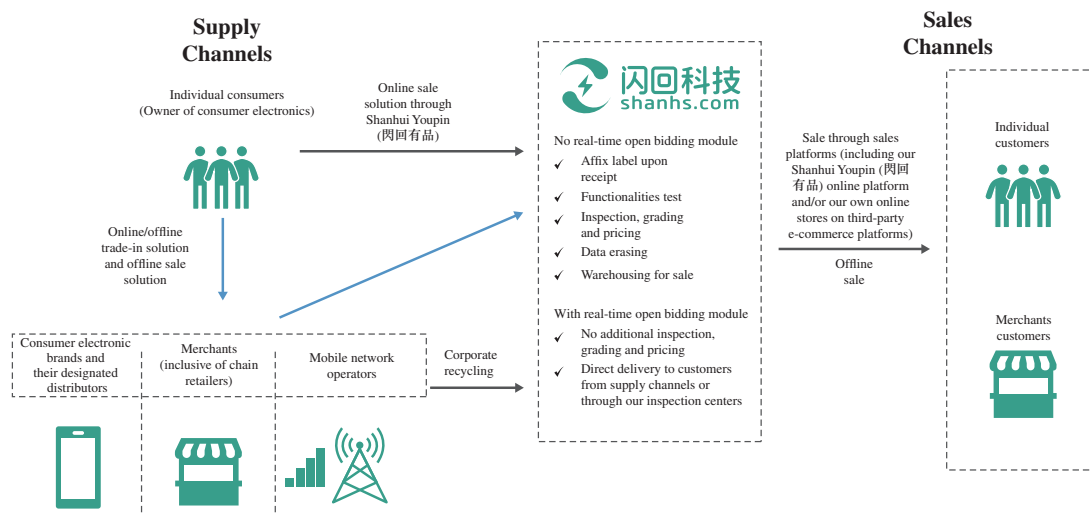 Supply
Channels
Individual consumers
(Owner of consumer electronics)
Online sale
solution through
Shanhui Youpin
(閃回有品)
Online/offline
trade-in solution
and offline sale
solution
Consumer electronic
brands and
their designated
distributors
Merchants
(inclusive of chain
retailers)
Mobile network
operators
Corporate
recycling
闪回科技
shanhs.com
No real-time open bidding module
✓ Affix label upon
receipt
✓ Functionalities test
✓ Inspection, grading
and pricing
✓ Data erasing
✓ Warehousing for sale
With real-time open bidding module
✓ No additional inspection,
grading and pricing
✓ Direct delivery to customers
from supply channels or
through our inspection centers
Sale through sales
platforms (including our
Shanhui Youpin (閃回
有品) online platform
and/or our own online
stores on third-party
e-commerce platforms)
Offline
sale
Sales
Channels
Individual
customers
Merchants
customers